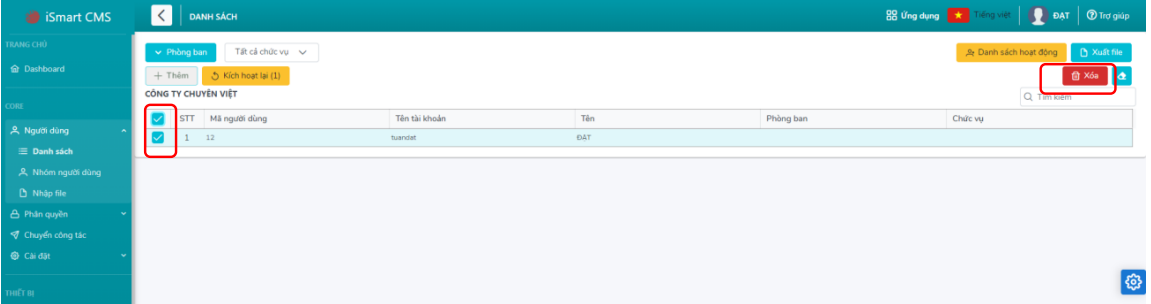 iSmart CMS
DANH SÁCH
Ứng dụng
Tiếng việt
ĐẠT
Trợ giúp
TRANG CHỦ
Dashboard
CORE
Người dùng
Danh sách
Nhóm người dùng
Nhập file
Phân quyền
Chuyển công tác
Cài đặt
THIẾT BỊ
Phòng ban
Tất cả chức vụ
Danh sách hoạt động
Xuất file
+ Thêm
Kích hoạt lại (1)
Xóa
CÔNG TY CHUYÊN VIỆT
Tìm kiếm
STT Mã người dùng Tên tài khoản Tên Phòng ban Chức vụ
1 12 tuandat ĐẠT